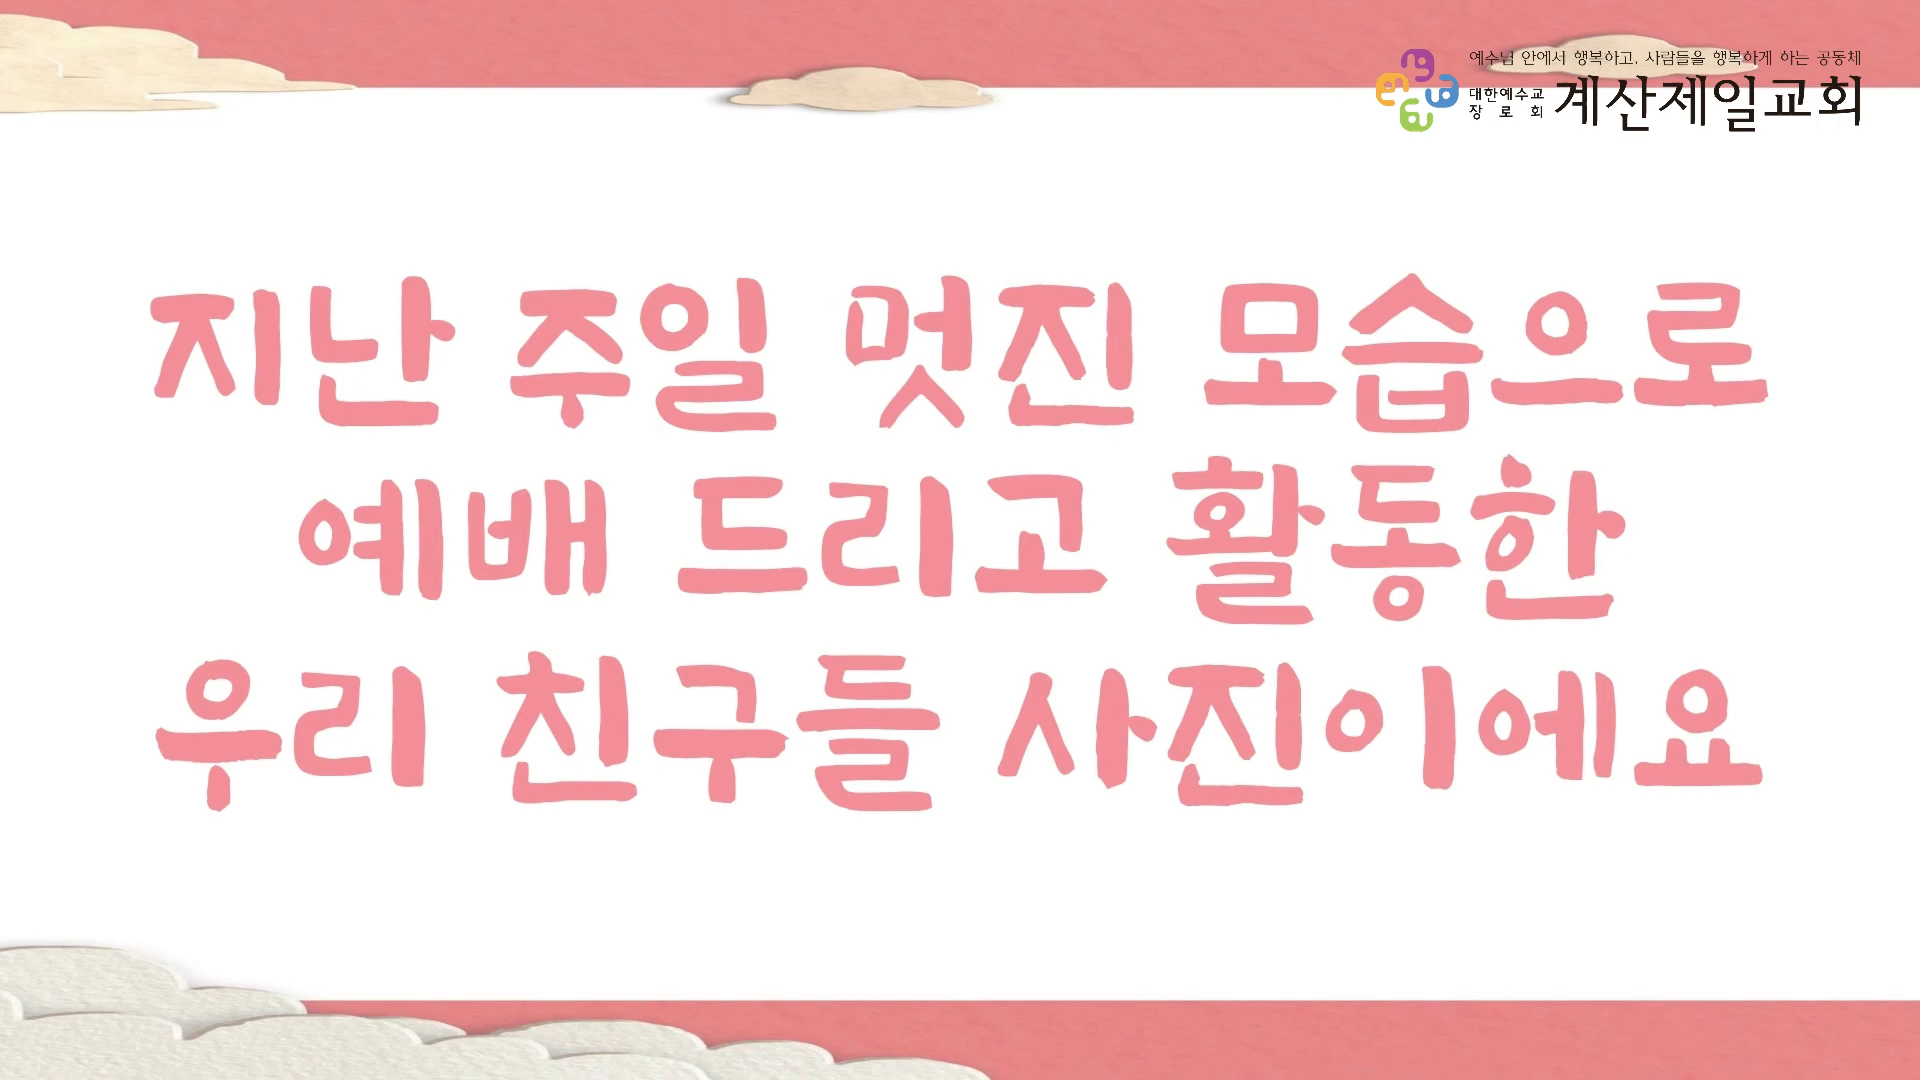 예수님 안에서 행복하고, 사람들을 행복하게 하는 공동체
대한예수교
장로회
계산제일교회
지난 주일 멋진 모습으로
예배 드리고 활동한
우리 친구들 사진이에요